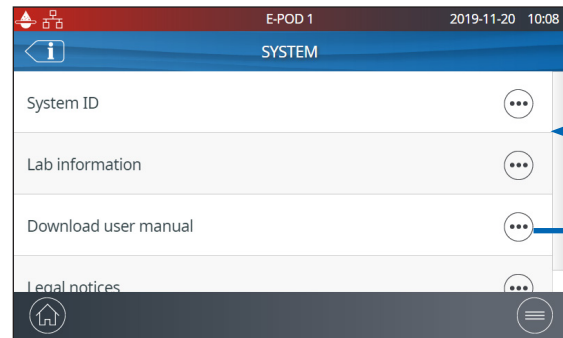 E-POD 1 2019-11-20 10:08
i SYSTEM
System ID
Lab information
Download user manual
Legal notices